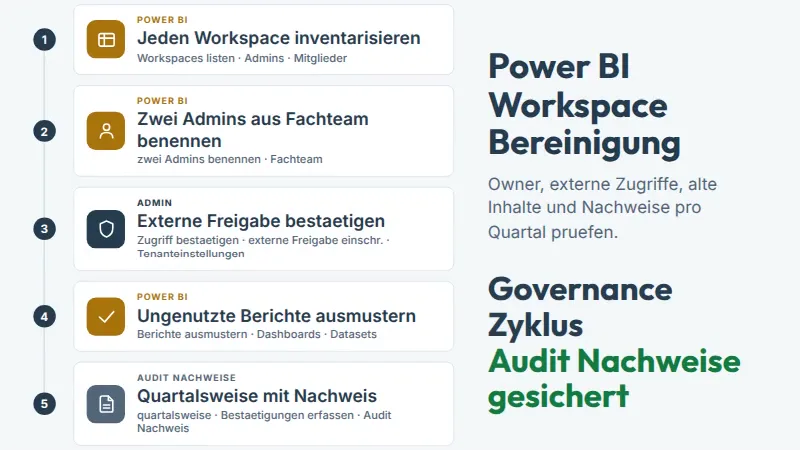 1
POWER BI
Jeden Workspace inventarisieren
Workspaces listen · Admins · Mitglieder
2
POWER BI
Zwei Admins aus Fachteam
benennen
zwei Admins benennen · Fachteam
3
ADMIN
Externe Freigabe bestaetigen
Zugriff bestaetigen · externe Freigabe einschr. ·
Tenanteinstellungen
4
POWER BI
Ungenutzte Berichte ausmustern
Berichte ausmustern · Dashboards · Datasets
5
AUDIT NACHWEISE
Quartalsweise mit Nachweis
quartalsweise · Bestaetigungen erfassen · Audit
Nachweis
Power BI
Workspace
Bereinigung
Owner, externe Zugriffe, alte
Inhalte und Nachweise pro
Quartal pruefen.
Governance
Zyklus
Audit Nachweise
gesichert